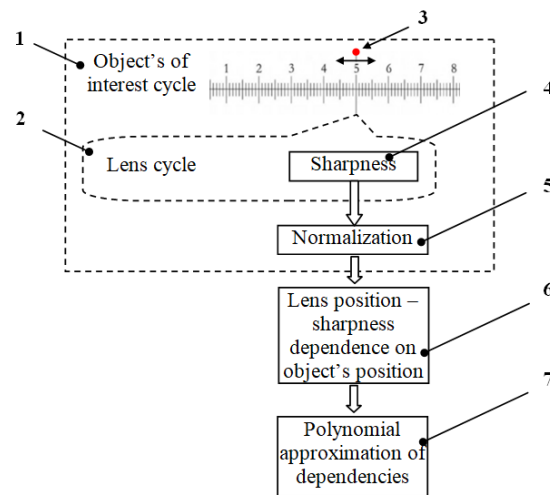 3
1
Object's of
interest cycle
1 2 3 4 5 6 7 8
4
2
Lens cycle
Sharpness
5
Normalization
6
Lens position –
sharpness
dependence on
object's position
7
Polynomial
approximation of
dependencies